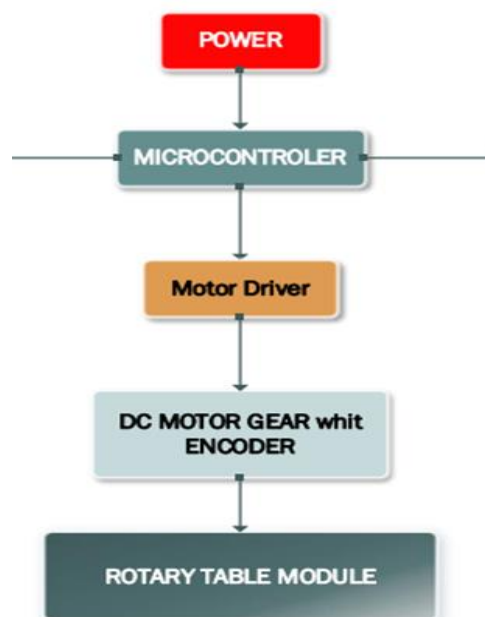 POWER
MICROCONTROLER
Motor Driver
DC MOTOR GEAR whit
ENCODER
ROTARY TABLE MODULE